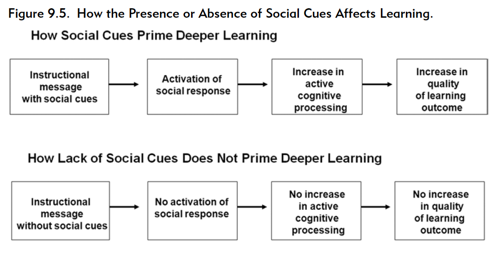 Figure 9.5. How the Presence or Absence of Social Cues Affects Learning.
How Social Cues Prime Deeper Learning
Instructional
message
with social cues
Activation of
social response
Increase in
active
cognitive
processing
Increase in
quality
of learning
outcome
How Lack of Social Cues Does Not Prime Deeper Learning
Instructional
message
without social cues
No activation of
social response
No increase
in active
cognitive
processing
No increase
in quality
of learning
outcome